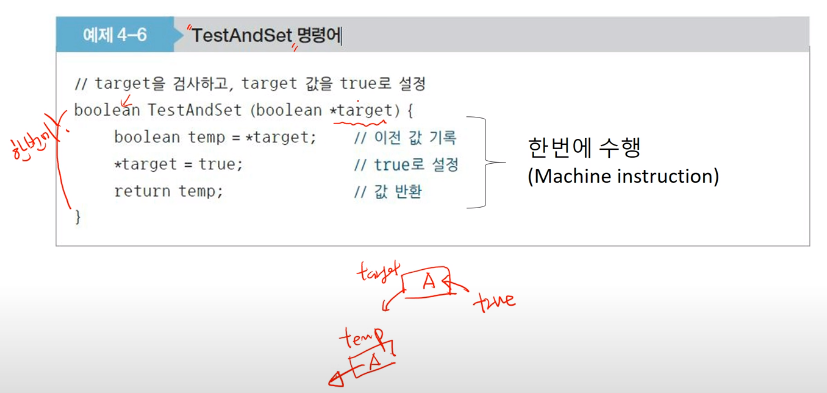 예제 4-6 "TestAndSet 명령어"
// target을 검사하고, target 값을 true로 설정
boolean TestAndSet (boolean *target) {
boolean temp = *target; // 이전 값 기록
*target = true; // true로 설정
return temp; // 값 반환
}
한번에
한번에 수행
(Machine instruction)
target
A
true
temp
A